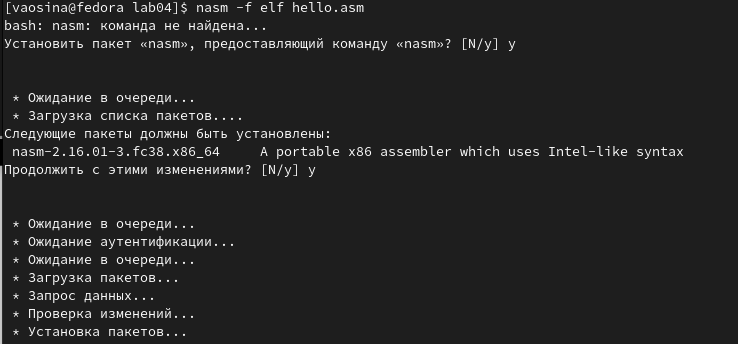 [vaosina@fedora lab04]$ nasm -f elf hello.asm
bash: nasm: команда не найдена...
Установить пакет «nasm», предоставляющий команду «nasm»? [N/y] y
* Ожидание в очереди...
* Загрузка списка пакетов....
Следующие пакеты должны быть установлены:
nasm-2.16.01-3.fc38.x86_64 A portable x86 assembler which uses Intel-like syntax
Продолжить с этими изменениями? [N/y] y
* Ожидание в очереди...
* Ожидание аутентификации...
* Ожидание в очереди...
* Загрузка пакетов...
* Запрос данных...
* Проверка изменений...
* Установка пакетов...